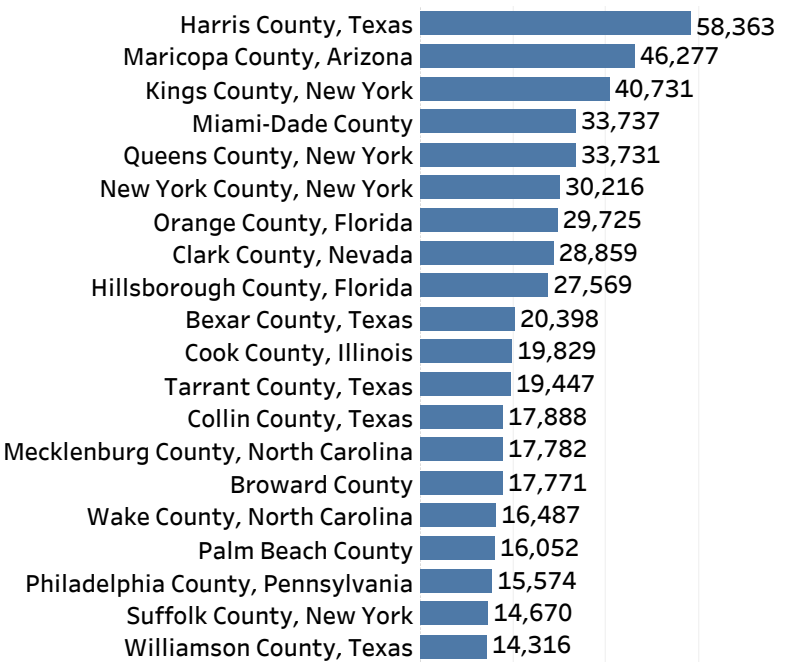 Harris County, Texas 58,363
Maricopa County, Arizona 46,277
Kings County, New York 40,731
Miami-Dade County 33,737
Queens County, New York 33,731
New York County, New York 30,216
Orange County, Florida 29,725
Clark County, Nevada 28,859
Hillsborough County, Florida 27,569
Bexar County, Texas 20,398
Cook County, Illinois 19,829
Tarrant County, Texas 19,447
Collin County, Texas 17,888
Mecklenburg County, North Carolina 17,782
Broward County 17,771
Wake County, North Carolina 16,487
Palm Beach County 16,052
Philadelphia County, Pennsylvania 15,574
Suffolk County, New York 14,670
Williamson County, Texas 14,316